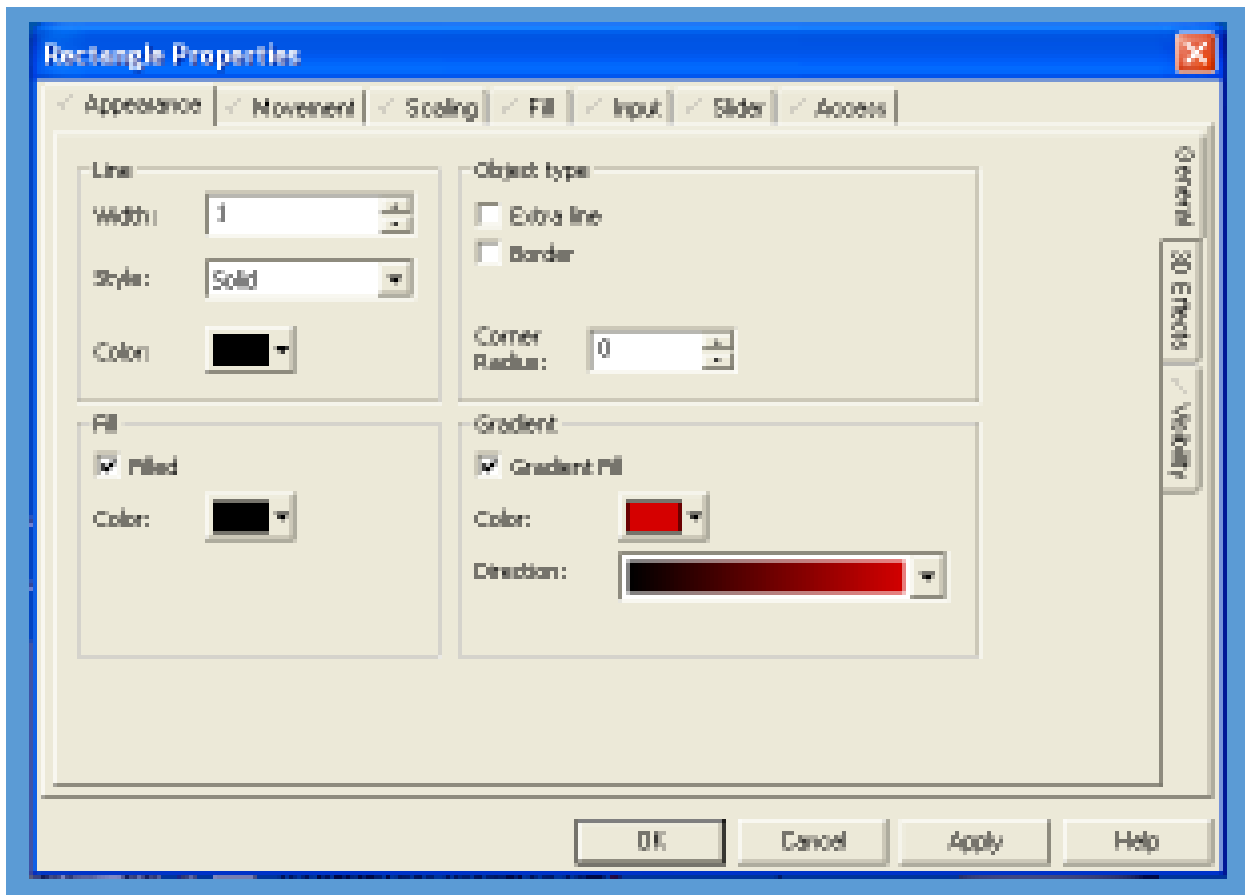 Rectangle Properties
Appearance Movement Scaling Fill Input Slider Access
General
3D Effects
Visibility
Line
Width: 1
Style: Solid
Color:
Object type
Extra line
Border
Corner Radius: 0
Fill
Filled
Color:
Gradient
Gradient Fill
Color:
Direction:
OK Cancel Apply Help